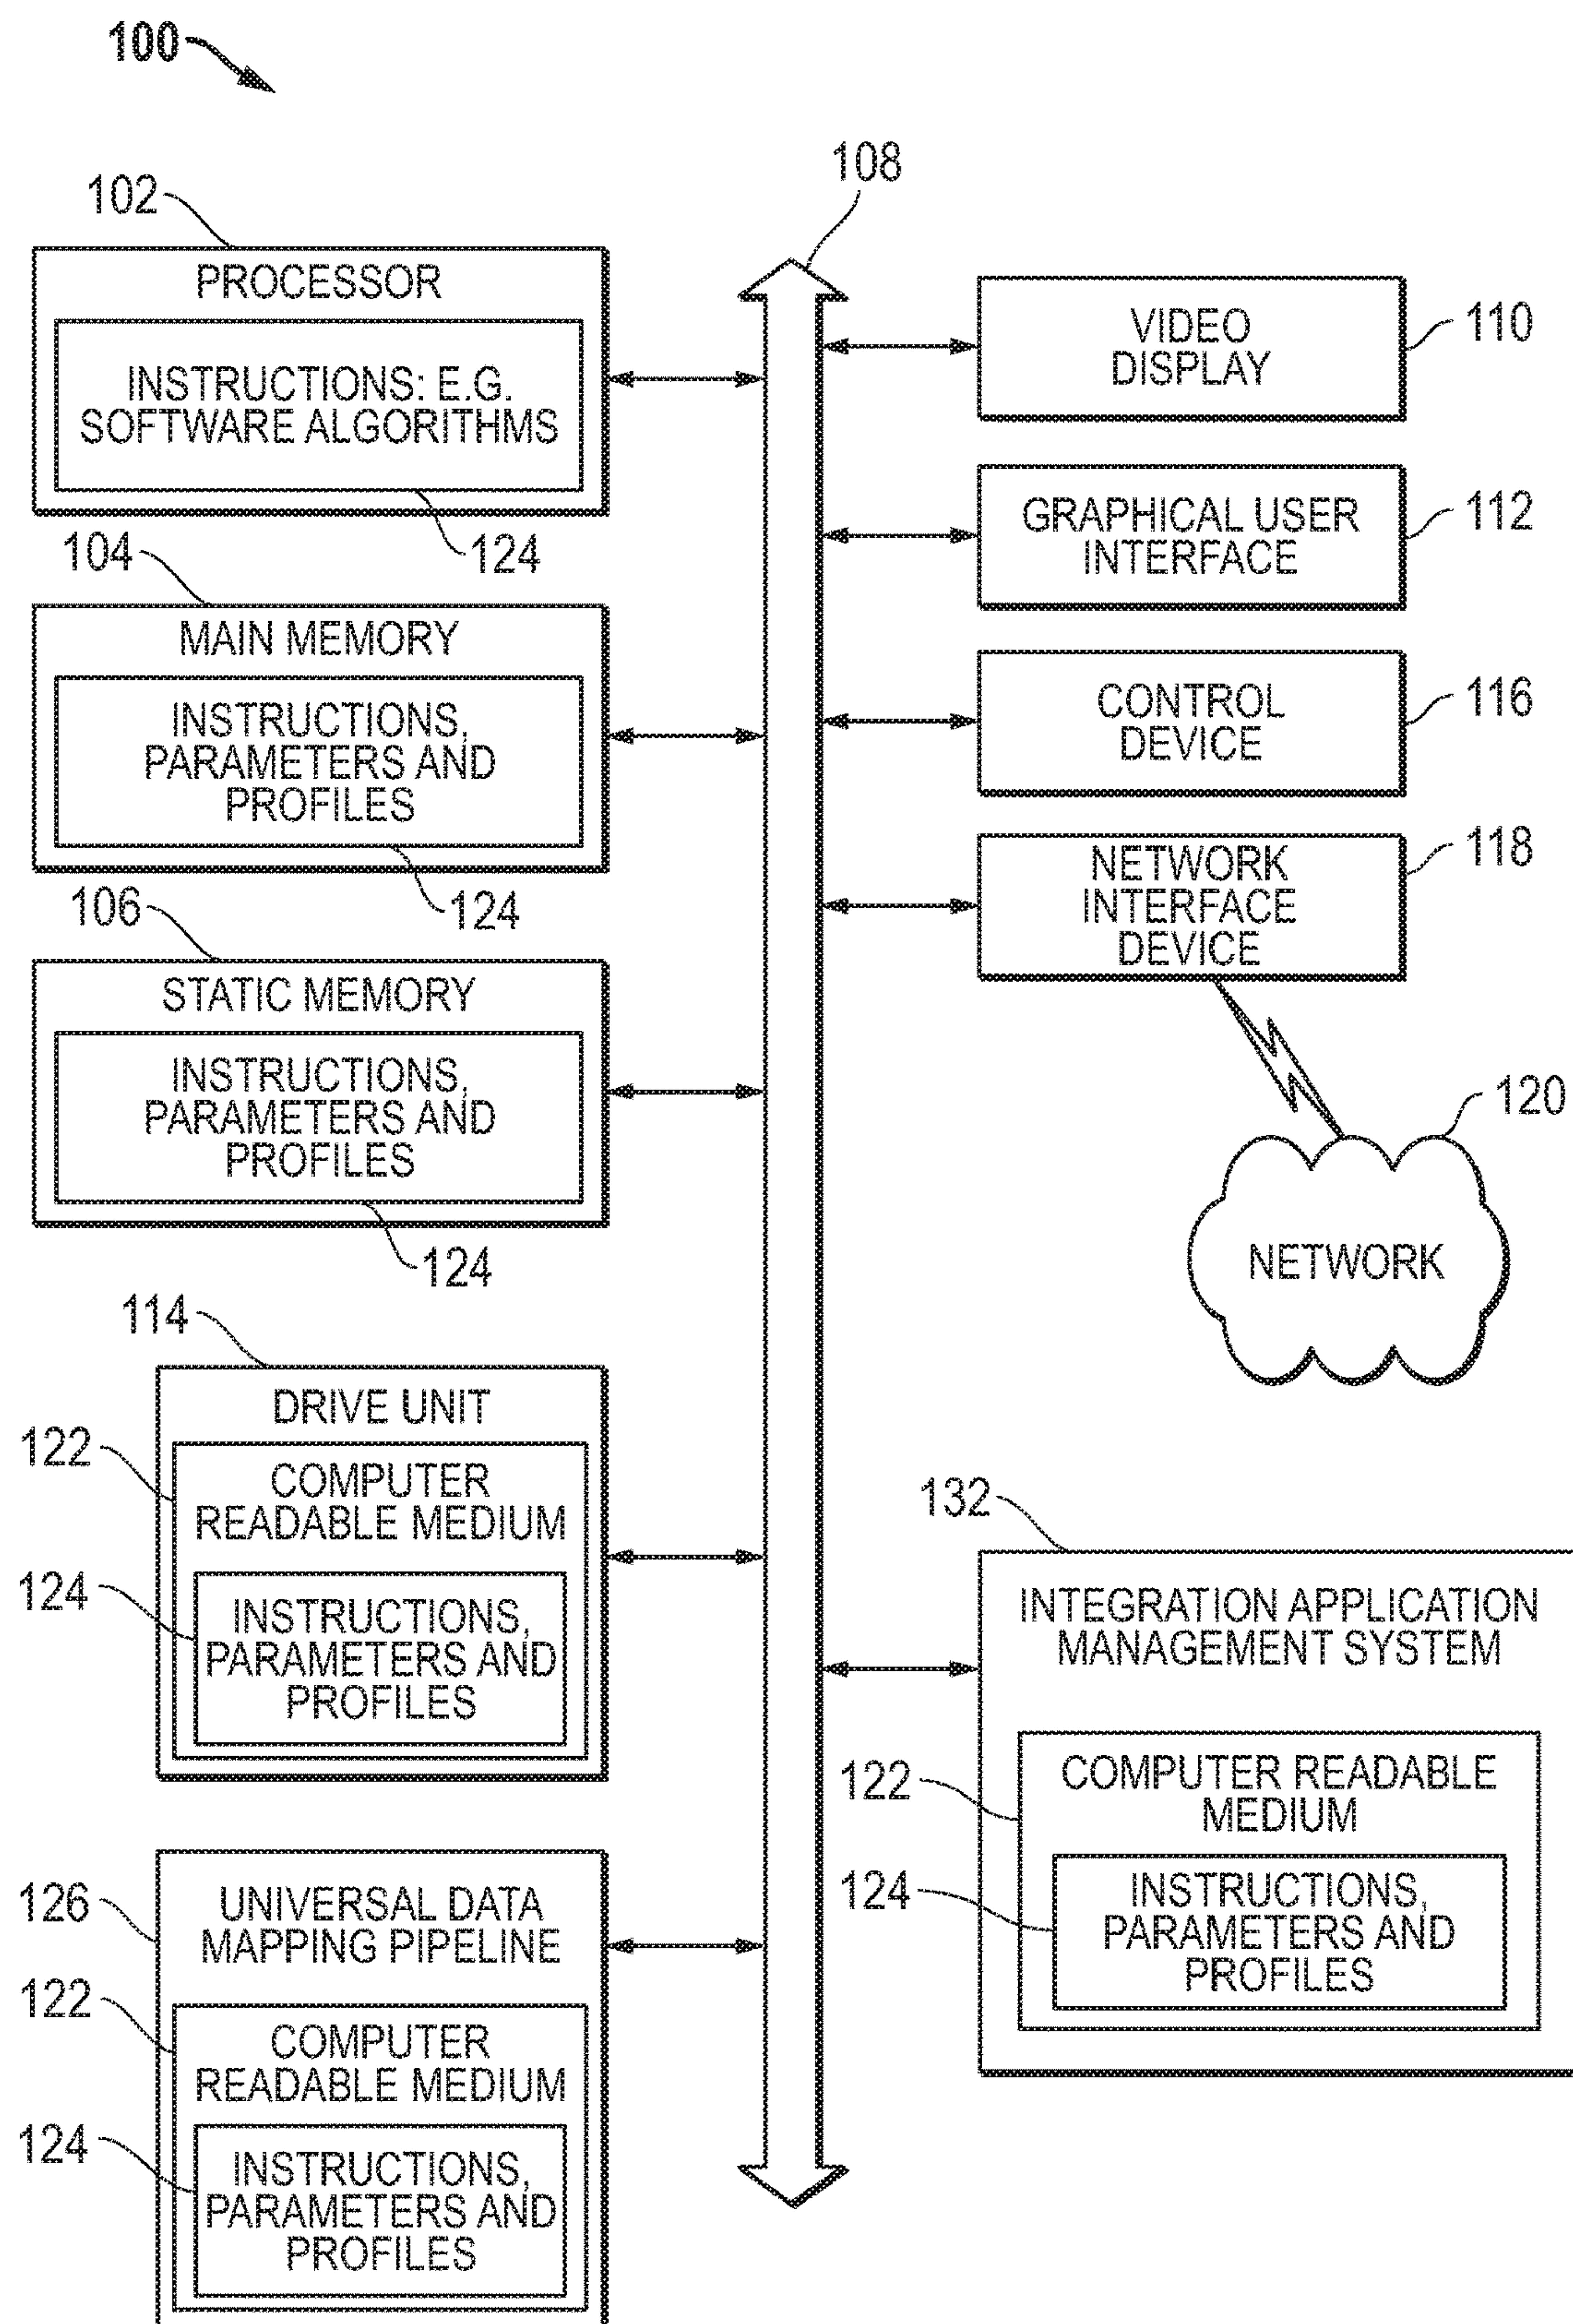 100
108
102
PROCESSOR
INSTRUCTIONS: E.G.
SOFTWARE ALGORITHMS
124
104
MAIN MEMORY
INSTRUCTIONS,
PARAMETERS AND
PROFILES
124
106
STATIC MEMORY
INSTRUCTIONS,
PARAMETERS AND
PROFILES
124
114
DRIVE UNIT
122
COMPUTER
READABLE MEDIUM
124
INSTRUCTIONS,
PARAMETERS AND
PROFILES
126
UNIVERSAL DATA
MAPPING PIPELINE
122
COMPUTER
READABLE MEDIUM
124
INSTRUCTIONS,
PARAMETERS AND
PROFILES
VIDEO
DISPLAY
110
GRAPHICAL USER
INTERFACE
112
CONTROL
DEVICE
116
NETWORK
INTERFACE
DEVICE
118
120
NETWORK
132
INTEGRATION APPLICATION
MANAGEMENT SYSTEM
122
COMPUTER READABLE
MEDIUM
124
INSTRUCTIONS,
PARAMETERS AND
PROFILES